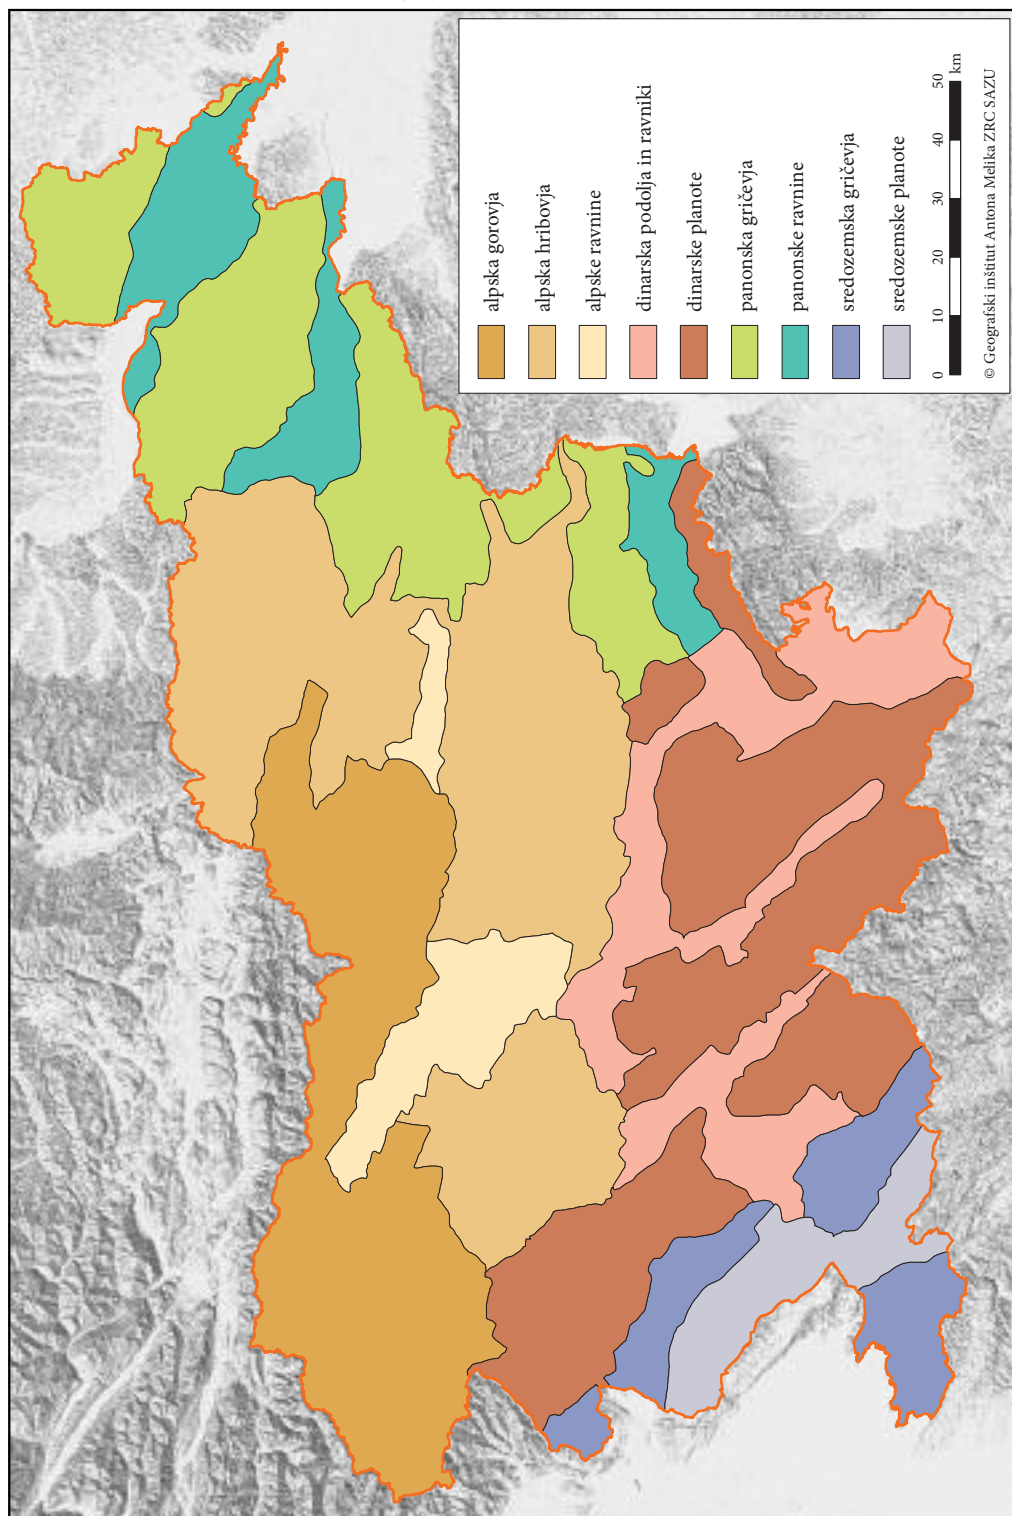 alpska gorovja
alpska hribovja
alpske ravnine
dinarska podolja in ravniki
dinarske planote
panonska gričevja
panonske ravnine
sredozemska gričevja
sredozemske planote
0 10 20 30 40 50
km
© Geografski inštitut Antona Melika ZRC SAZU